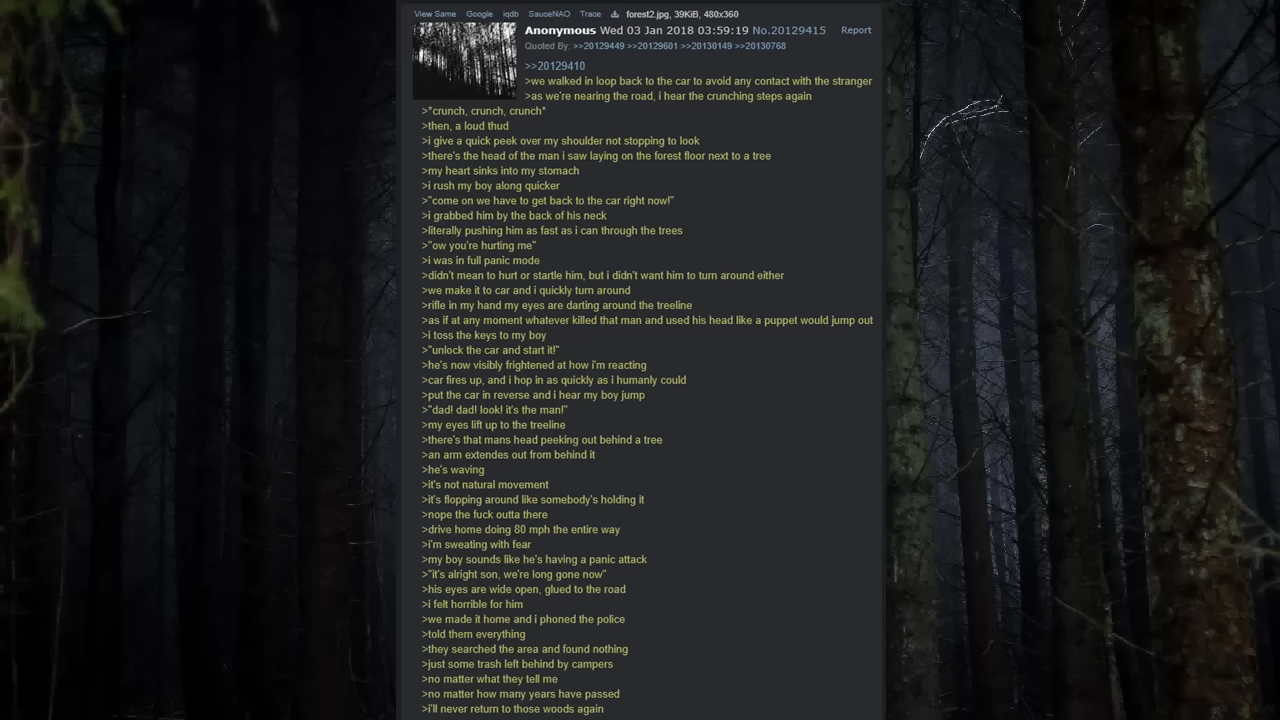 View Same Google iqdb SauceNAO Trace forest2.jpg, 39KiB, 480x360
Anonymous Wed 03 Jan 2018 03:59:19 No.20129415 Report
Quoted By: >>20129449 >>20129601 >>20130149 >>20130768
>>20129410
>we walked in loop back to the car to avoid any contact with the stranger
>as we're nearing the road, i hear the crunching steps again
>*crunch, crunch, crunch*
>then, a loud thud
>i give a quick peek over my shoulder not stopping to look
>there's the head of the man i saw laying on the forest floor next to a tree
>my heart sinks into my stomach
>i rush my boy along quicker
>"come on we have to get back to the car right now!"
>i grabbed him by the back of his neck
>literally pushing him as fast as i can through the trees
>"ow you're hurting me"
>i was in full panic mode
>didn't mean to hurt or startle him, but i didn't want him to turn around either
>we make it to car and i quickly turn around
>rifle in my hand my eyes are darting around the treeline
>as if at any moment whatever killed that man and used his head like a puppet would jump out
>i toss the keys to my boy
>"unlock the car and start it!"
>he's now visibly frightened at how i'm reacting
>car fires up, and i hop in as quickly as i humanly could
>put the car in reverse and i hear my boy jump
>"dad! dad! look! it's the man!"
>my eyes lift up to the treeline
>there's that mans head peeking out behind a tree
>an arm extendes out from behind it
>he's waving
>it's not natural movement
>it's flopping around like somebody's holding it
>nope the fuck outta there
>drive home doing 80 mph the entire way
>i'm sweating with fear
>my boy sounds like he's having a panic attack
>"it's alright son, we're long gone now"
>his eyes are wide open, glued to the road
>i felt horrible for him
>we made it home and i phoned the police
>told them everything
>they searched the area and found nothing
>just some trash left behind by campers
>no matter what they tell me
>no matter how many years have passed
>i'll never return to those woods again